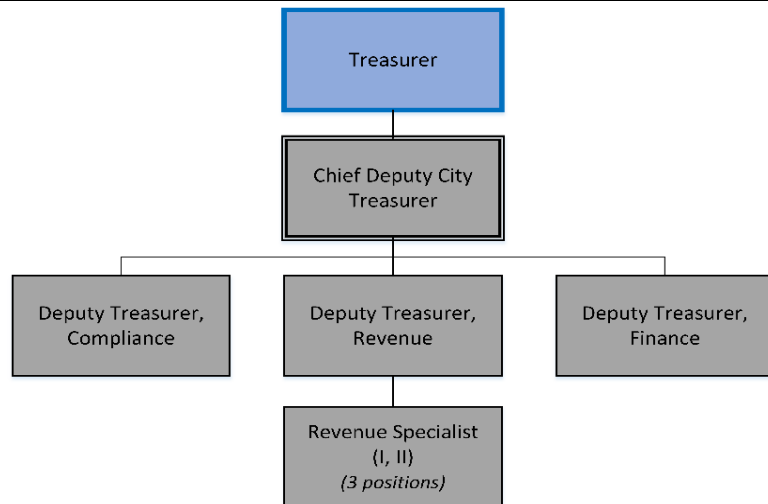 Treasurer
Chief Deputy City
Treasurer
Deputy Treasurer,
Compliance
Deputy Treasurer,
Revenue
Deputy Treasurer,
Finance
Revenue Specialist
(I, II)
(3 positions)